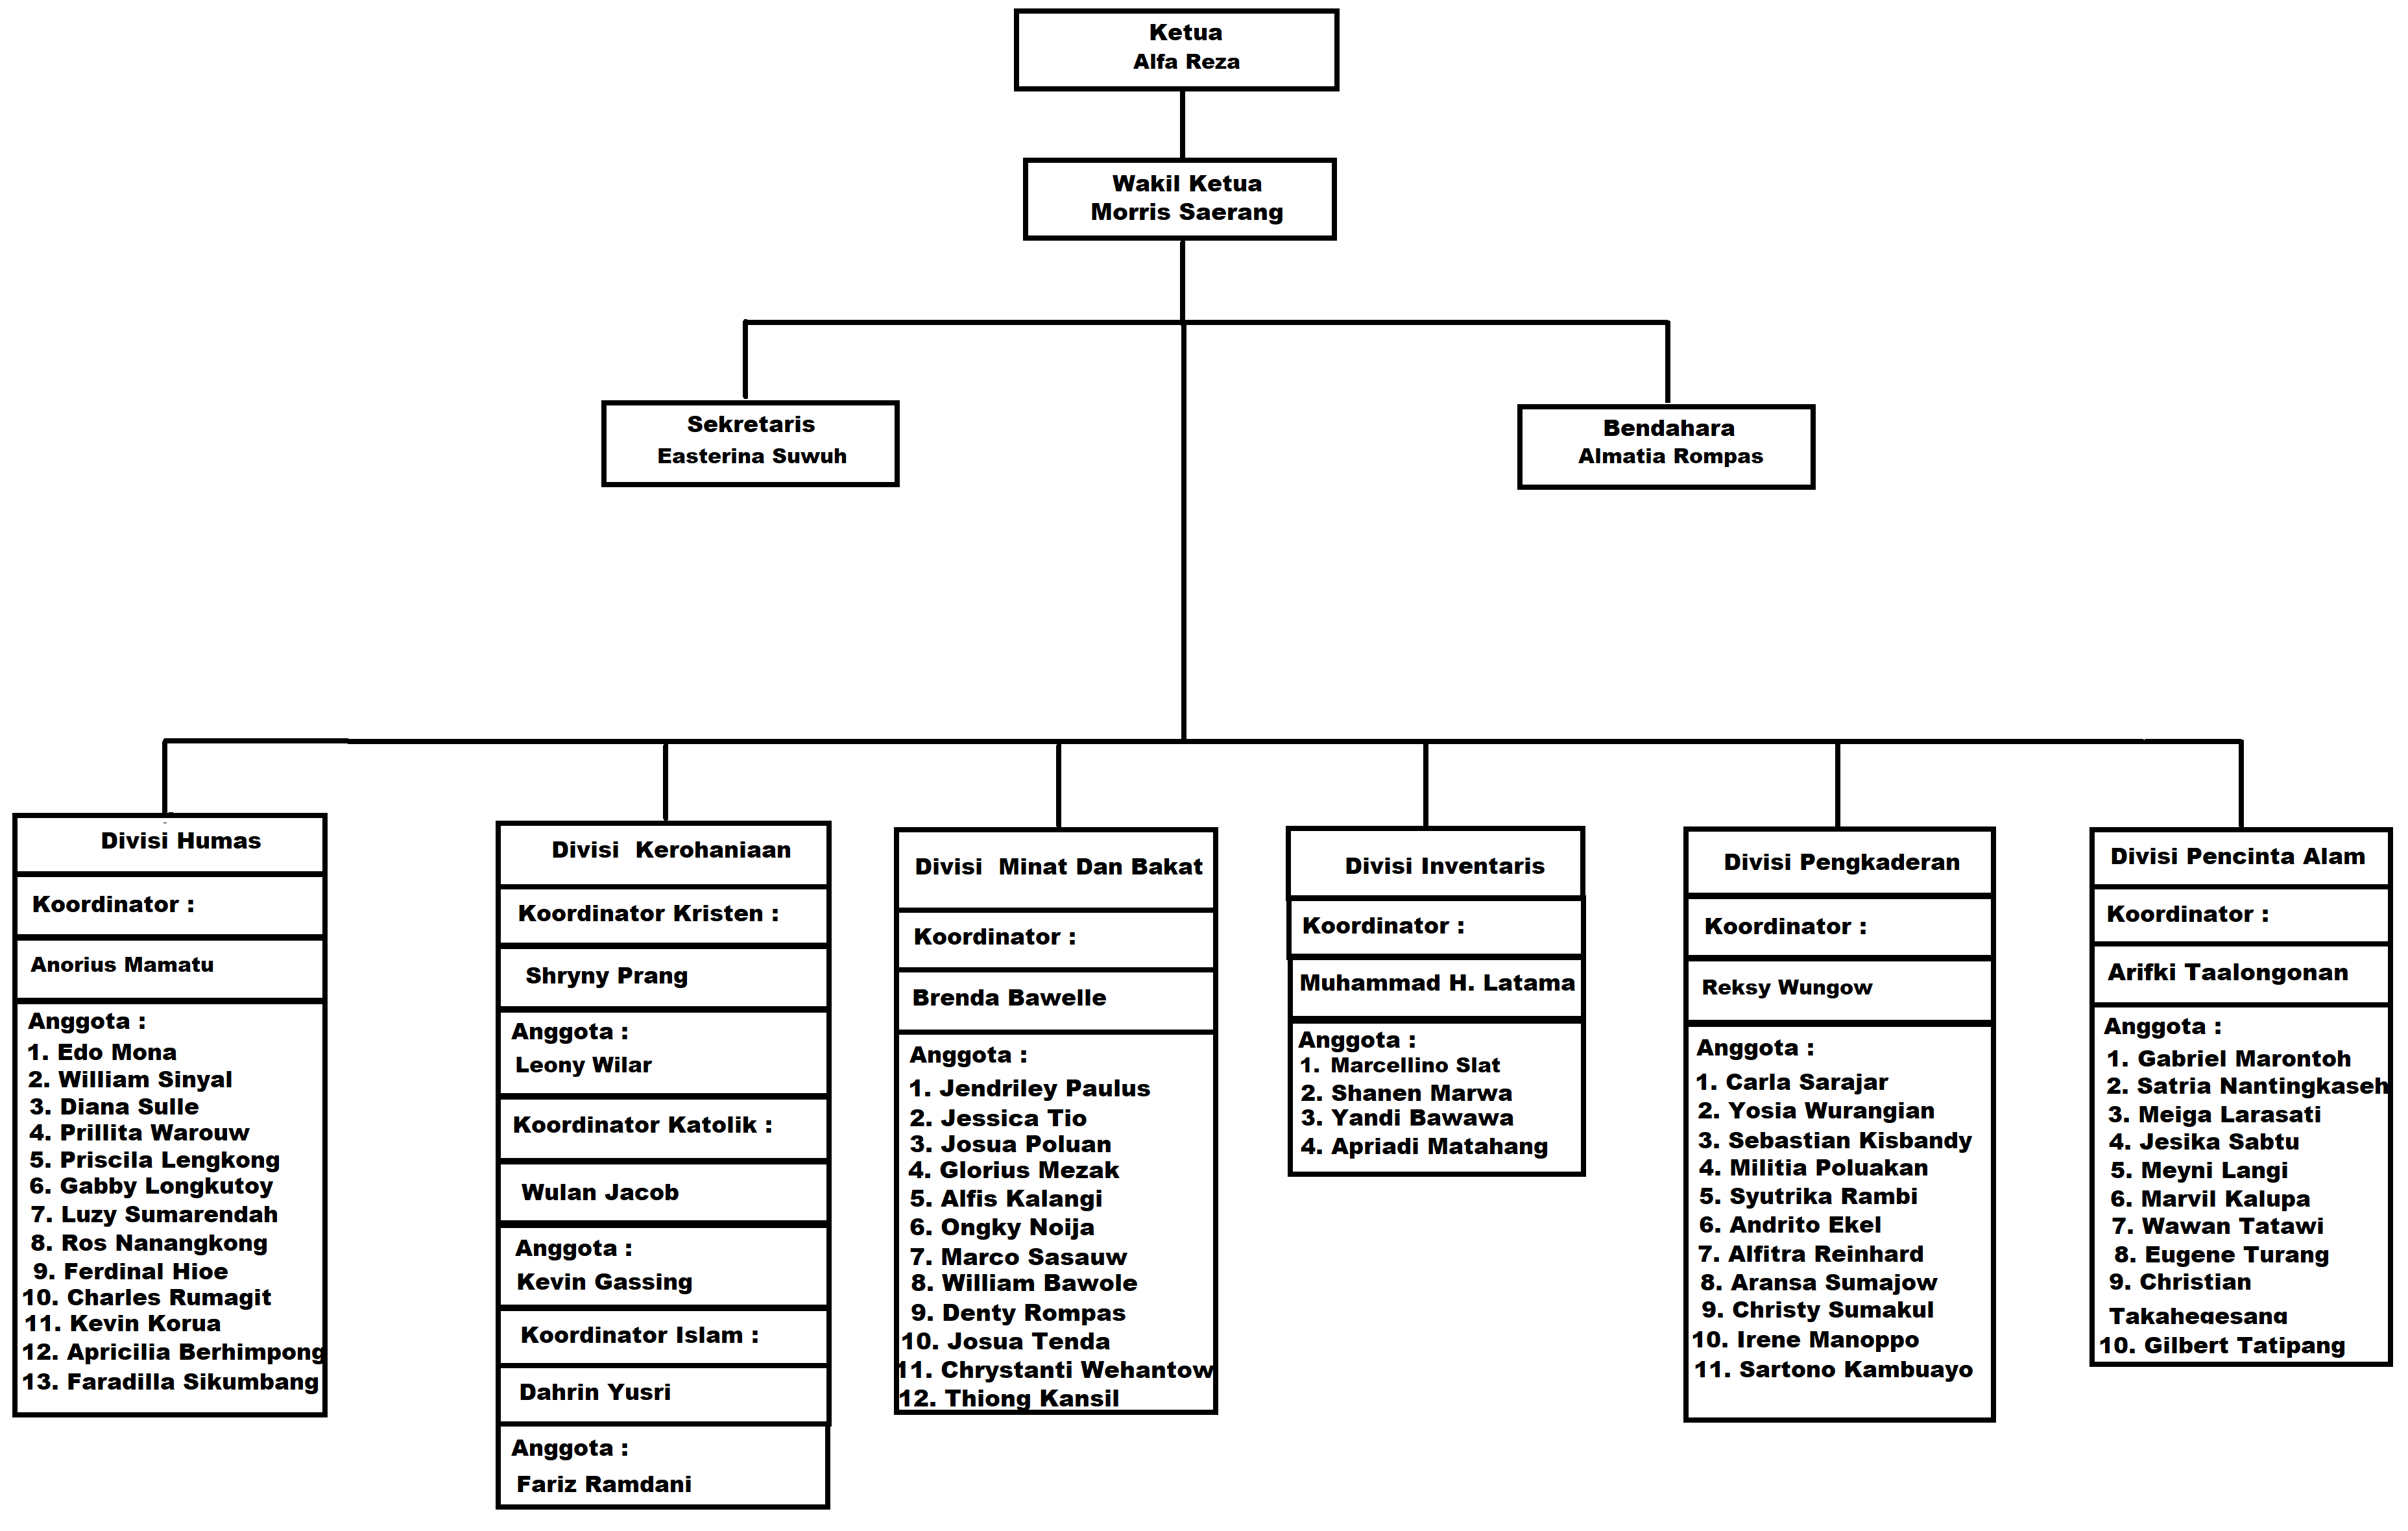 Ketua
Alfa Reza
Wakil Ketua
Morris Saerang
Sekretaris
Easterina Suwuh
Bendahara
Almatia Rompas
Divisi Humas
Koordinator :
Anorius Mamatu
Anggota :
1. Edo Mona
2. William Sinyal
3. Diana Sulle
4. Prillita Warouw
5. Priscila Lengkong
6. Gabby Longkutoy
7. Luzy Sumarendah
8. Ros Nanangkong
9. Ferdinal Hioe
10. Charles Rumagit
11. Kevin Korua
12. Apricilia Berhimpong
13. Faradilla Sikumbang
Divisi Kerohaniaan
Koordinator Kristen :
Shryny Prang
Anggota :
Leony Wilar
Koordinator Katolik :
Wulan Jacob
Anggota :
Kevin Gassing
Koordinator Islam :
Dahrin Yusri
Anggota :
Fariz Ramdani
Divisi Minat Dan Bakat
Koordinator :
Brenda Bawelle
Anggota :
1. Jendriley Paulus
2. Jessica Tio
3. Josua Poluan
4. Glorius Mezak
5. Alfis Kalangi
6. Ongky Noija
7. Marco Sasauw
8. William Bawole
9. Denty Rompas
10. Josua Tenda
11. Chrystanti Wehantow
12. Thiong Kansil
Divisi Inventaris
Koordinator :
Muhammad H. Latama
Anggota :
1. Marcellino Slat
2. Shanen Marwa
3. Yandi Bawawa
4. Apriadi Matahang
Divisi Pengkaderan
Koordinator :
Reksy Wungow
Anggota :
1. Carla Sarajar
2. Yosia Wurangian
3. Sebastian Kisbandy
4. Militia Poluakan
5. Syutrika Rambi
6. Andrito Ekel
7. Alfitra Reinhard
8. Aransa Sumajow
9. Christy Sumakul
10. Irene Manoppo
11. Sartono Kambuayo
Divisi Pencinta Alam
Koordinator :
Arifki Taalongonan
Anggota :
1. Gabriel Marontoh
2. Satria Nantingkaseh
3. Meiga Larasati
4. Jesika Sabtu
5. Meyni Langi
6. Marvil Kalupa
7. Wawan Tatawi
8. Eugene Turang
9. Christian
Takahegesang
10. Gilbert Tatipang